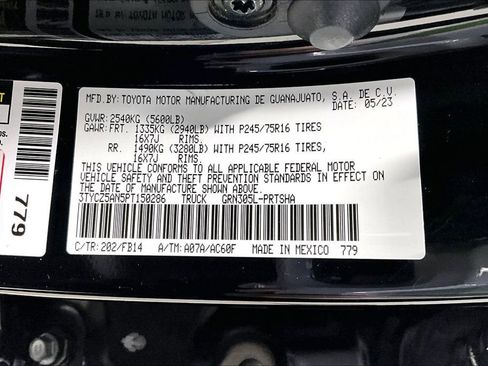 MFD.BY:TOYOTA MOTOR MANUFACTURING DE GUANAJUATO, S.A. DE C.V.
DATE: 05/23
GVWR:2540KG (5600LB)
GAWR:FRT. 1335KG (2940LB) WITH P245/75R16 TIRES
16X7J RIMS.
RR. 1490KG (3280LB) WITH P245/75R16 TIRES,
16X7J RIMS.
THIS VEHICLE CONFORMS TO ALL APPLICABLE FEDERAL MOTOR
VEHICLE SAFETY AND THEFT PREVENTION STANDARDS IN EFFECT
ON THE DATE OF MANUFACTURE SHOWN ABOVE.
3TYCZ5AN5PT150286 TRUCK GRN305L-PRTSHA
C/TR:202/FB14 A/TM:A07A/AC60F MADE IN MEXICO 779
779